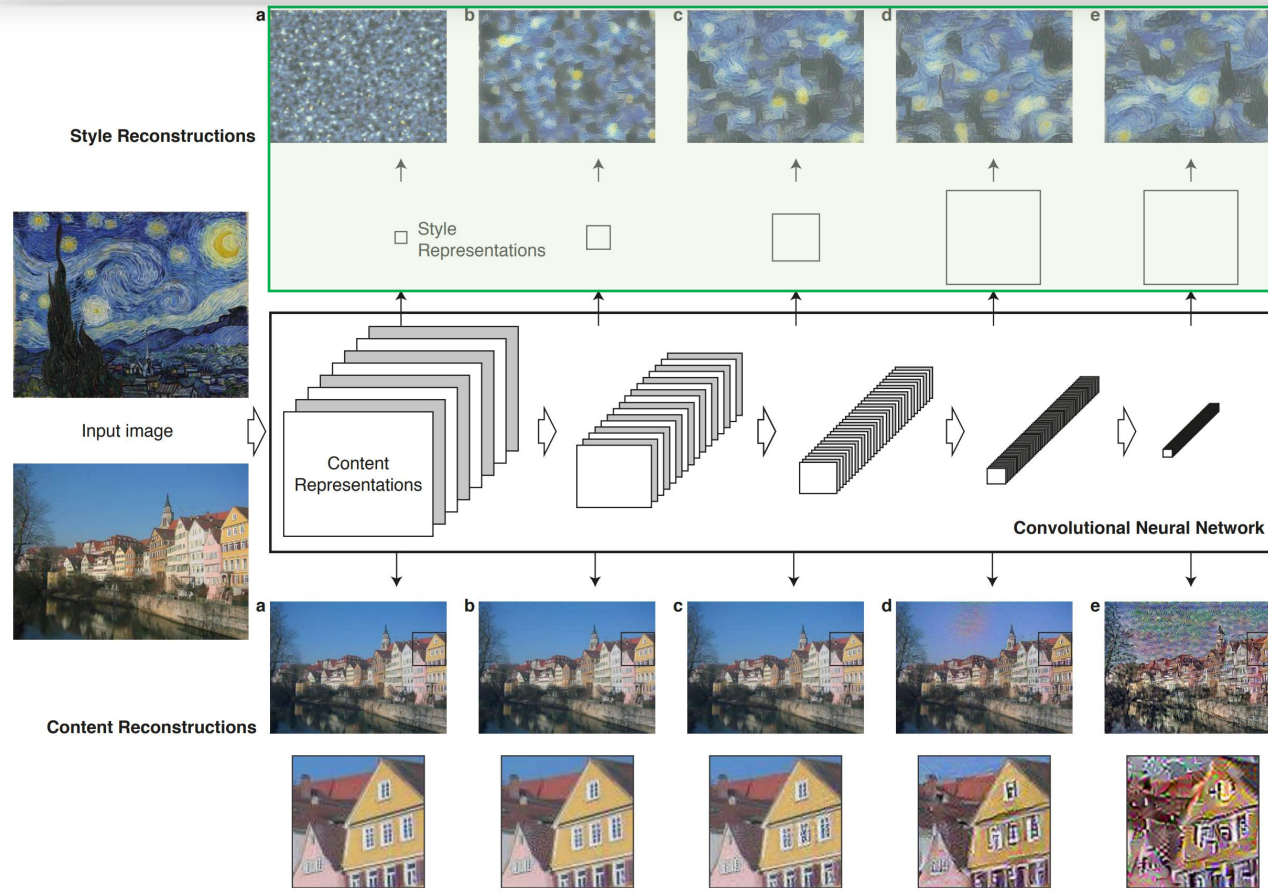 a b c d e
Style Reconstructions
Style
Representations
Input image
Content
Representations
Convolutional Neural Network
a b c d e
Content Reconstructions